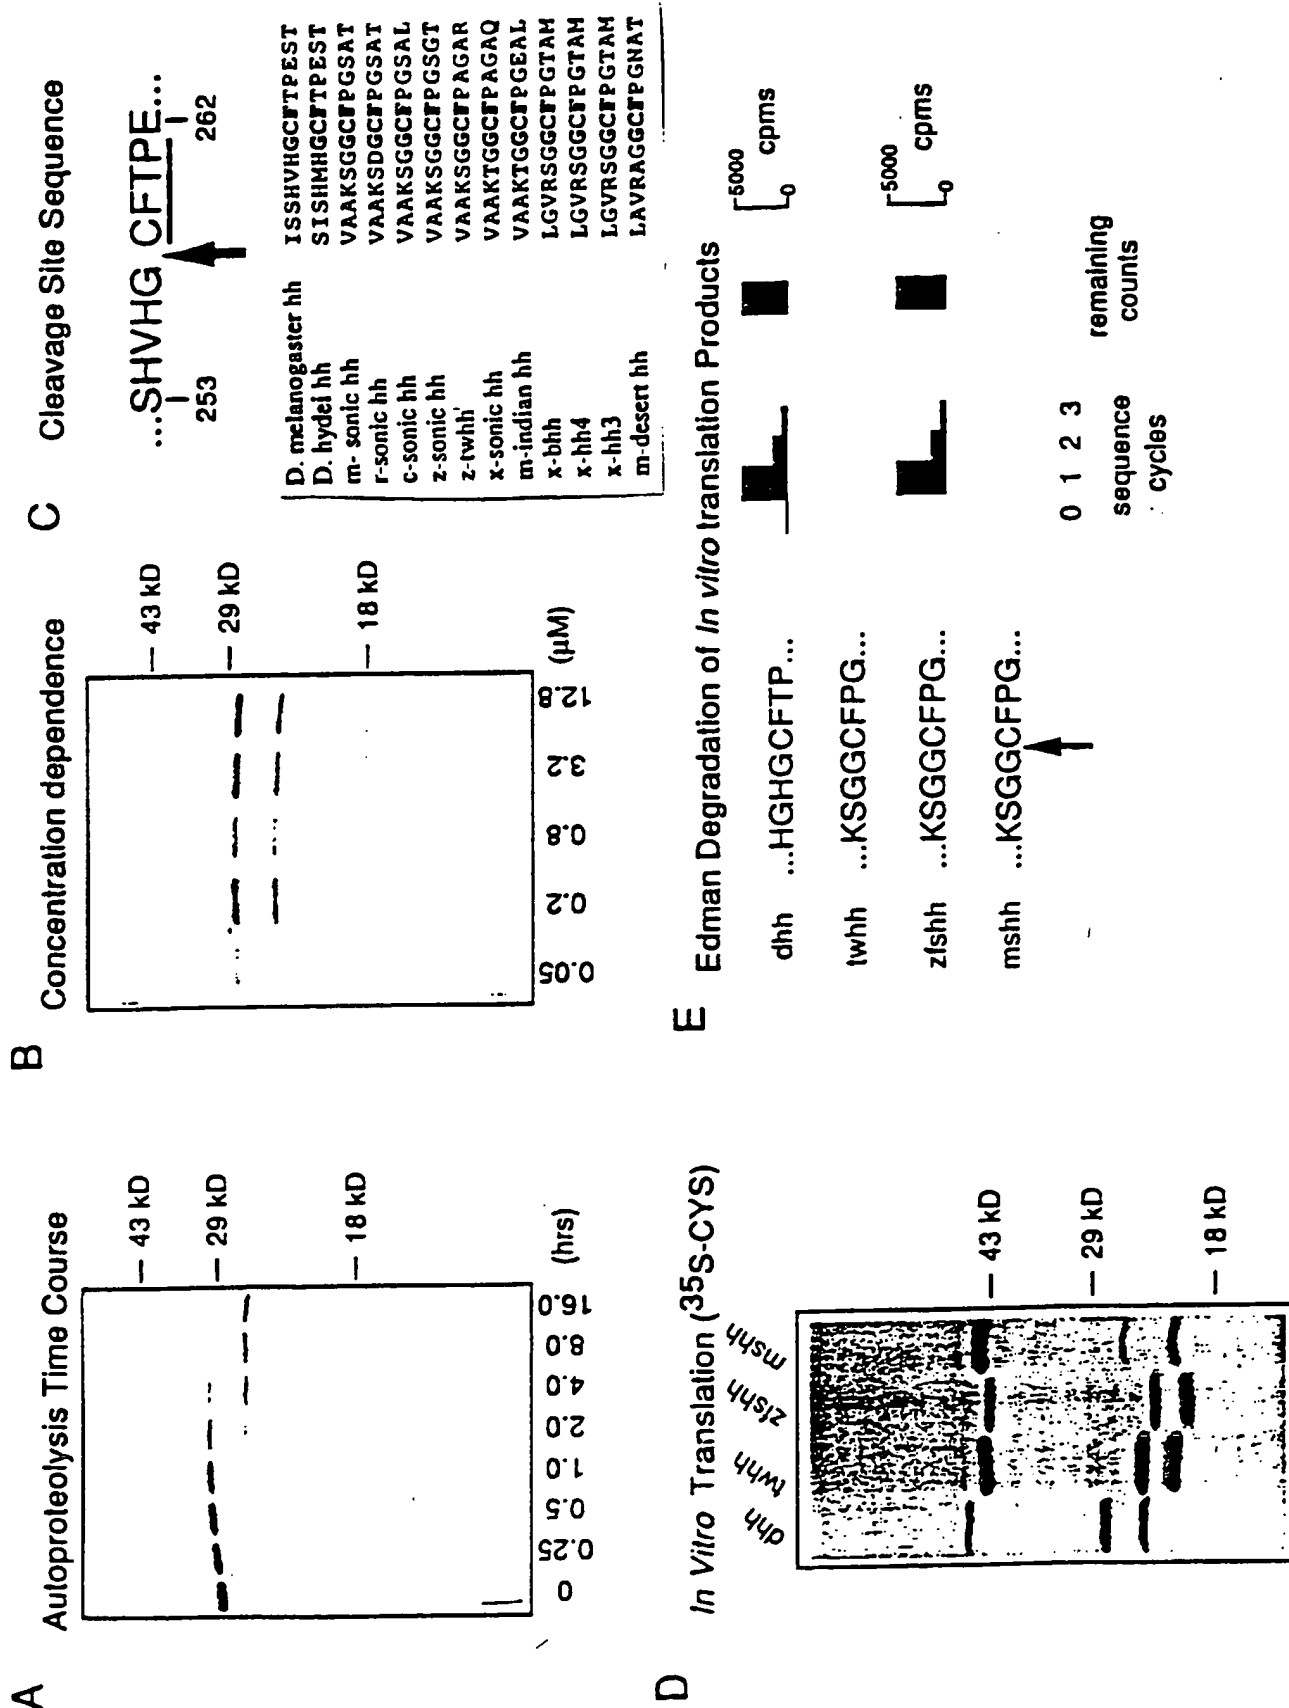 A
Autoproteolysis Time Course
43 kD
29 kD
18 kD
0 0.25 0.5 1.0 2.0 4.0 8.0 16.0 (hrs)
B
Concentration dependence
43 kD
29 kD
18 kD
0.05 0.2 0.8 3.2 12.8 (μM)
C
Cleavage Site Sequence
...SHVHG CFTPE...
253 262
D. melanogaster hh ISSHVHGCFTPEST
D. hydei hh SISHMHGCFTPEST
m- sonic hh VAAKSGGCFPGSAT
r-sonic hh VAAKSDGCFPGSAT
c-sonic hh VAAKSGGCFPGSAL
z-sonic hh VAAKSGGCFPGSGT
z-twhh' VAAKSGGCFPAGAR
x-sonic hh VAAKTGGCFPAGAQ
m-indian hh VAAKTGGCFPGEAL
x-bhh LGVRSGGCFPGTAM
x-hh4 LGVRSGGCFPGTAM
x-hh3 LGVRSGGCFPGTAM
m-desert hh LAVRAGGCFPGNAT
D
In Vitro Translation (35S-CYS)
dhh twhh zfshh mshh
43 kD
29 kD
18 kD
E
Edman Degradation of In vitro translation Products
dhh ...HGHGCFTP...
twhh ...KSGGCFPG...
zfshh ...KSGGCFPG...
mshh ...KSGGCFPG...
5000
cpms
0
5000
cpms
0
0 1 2 3
sequence
cycles
remaining
counts